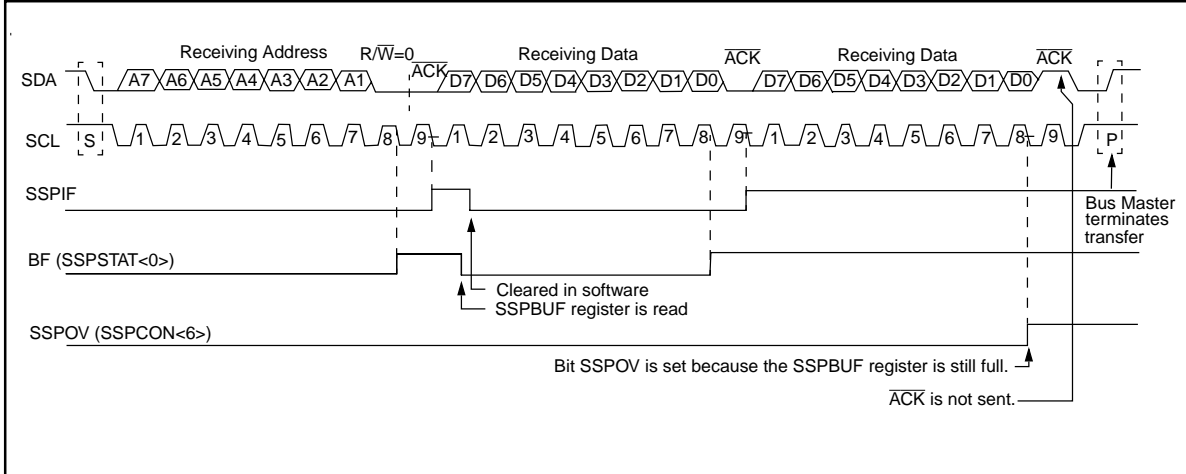 Receiving Address R/W̅=0 A̅C̅K̅ Receiving Data A̅C̅K̅ Receiving Data A̅C̅K̅
SDA A7 A6 A5 A4 A3 A2 A1 D7 D6 D5 D4 D3 D2 D1 D0 D7 D6 D5 D4 D3 D2 D1 D0
SCL S 1 2 3 4 5 6 7 8 9 1 2 3 4 5 6 7 8 9 1 2 3 4 5 6 7 8 9 P
SSPIF
Bus Master
terminates
transfer
BF (SSPSTAT<0>)
Cleared in software
SSPBUF register is read
SSPOV (SSPCON<6>)
Bit SSPOV is set because the SSPBUF register is still full.
A̅C̅K̅ is not sent.